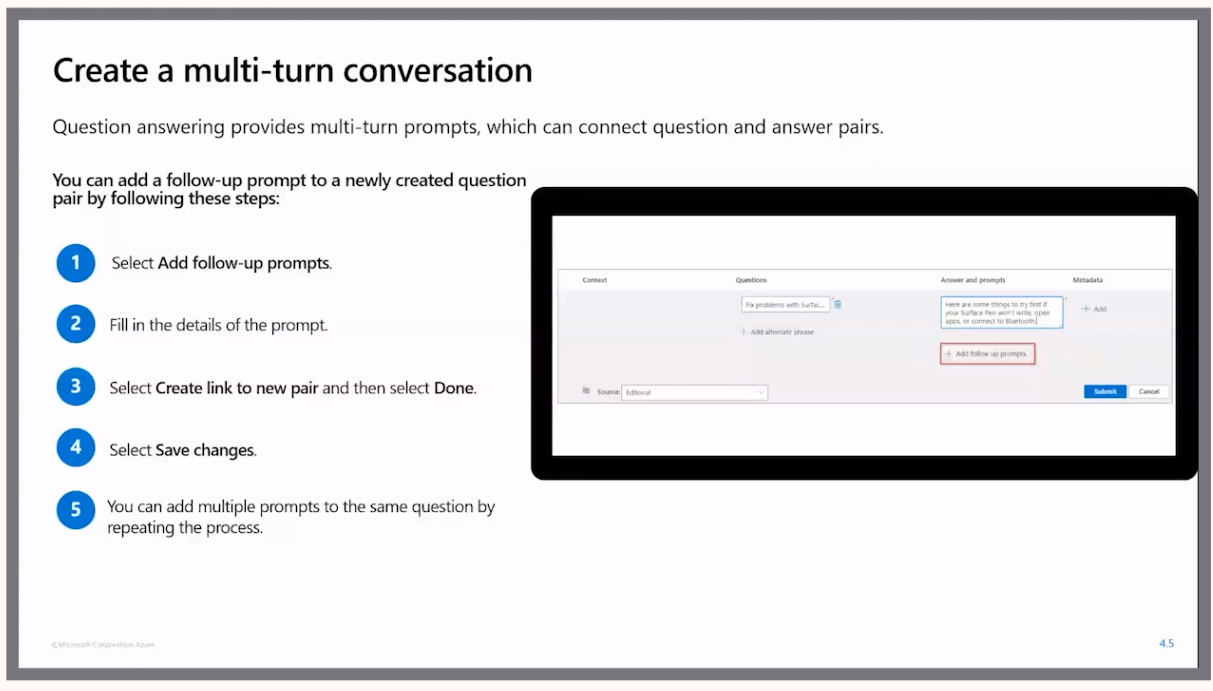 Create a multi-turn conversation
Question answering provides multi-turn prompts, which can connect question and answer pairs.
You can add a follow-up prompt to a newly created question
pair by following these steps:
1 Select Add follow-up prompts.
2 Fill in the details of the prompt.
3 Select Create link to new pair and then select Done.
4 Select Save changes.
5 You can add multiple prompts to the same question by
repeating the process.
Context Questions Answer and prompts Metadata
Fix problems with Surfac...
+ Add alternate phrase
Here are some things to try first if
your Surface Pen won't write, open
apps, or connect to Bluetooth.
+ Add
+ Add follow up prompts
Source: Editorial
Submit Cancel
©Microsoft Corporation Azure
4.5